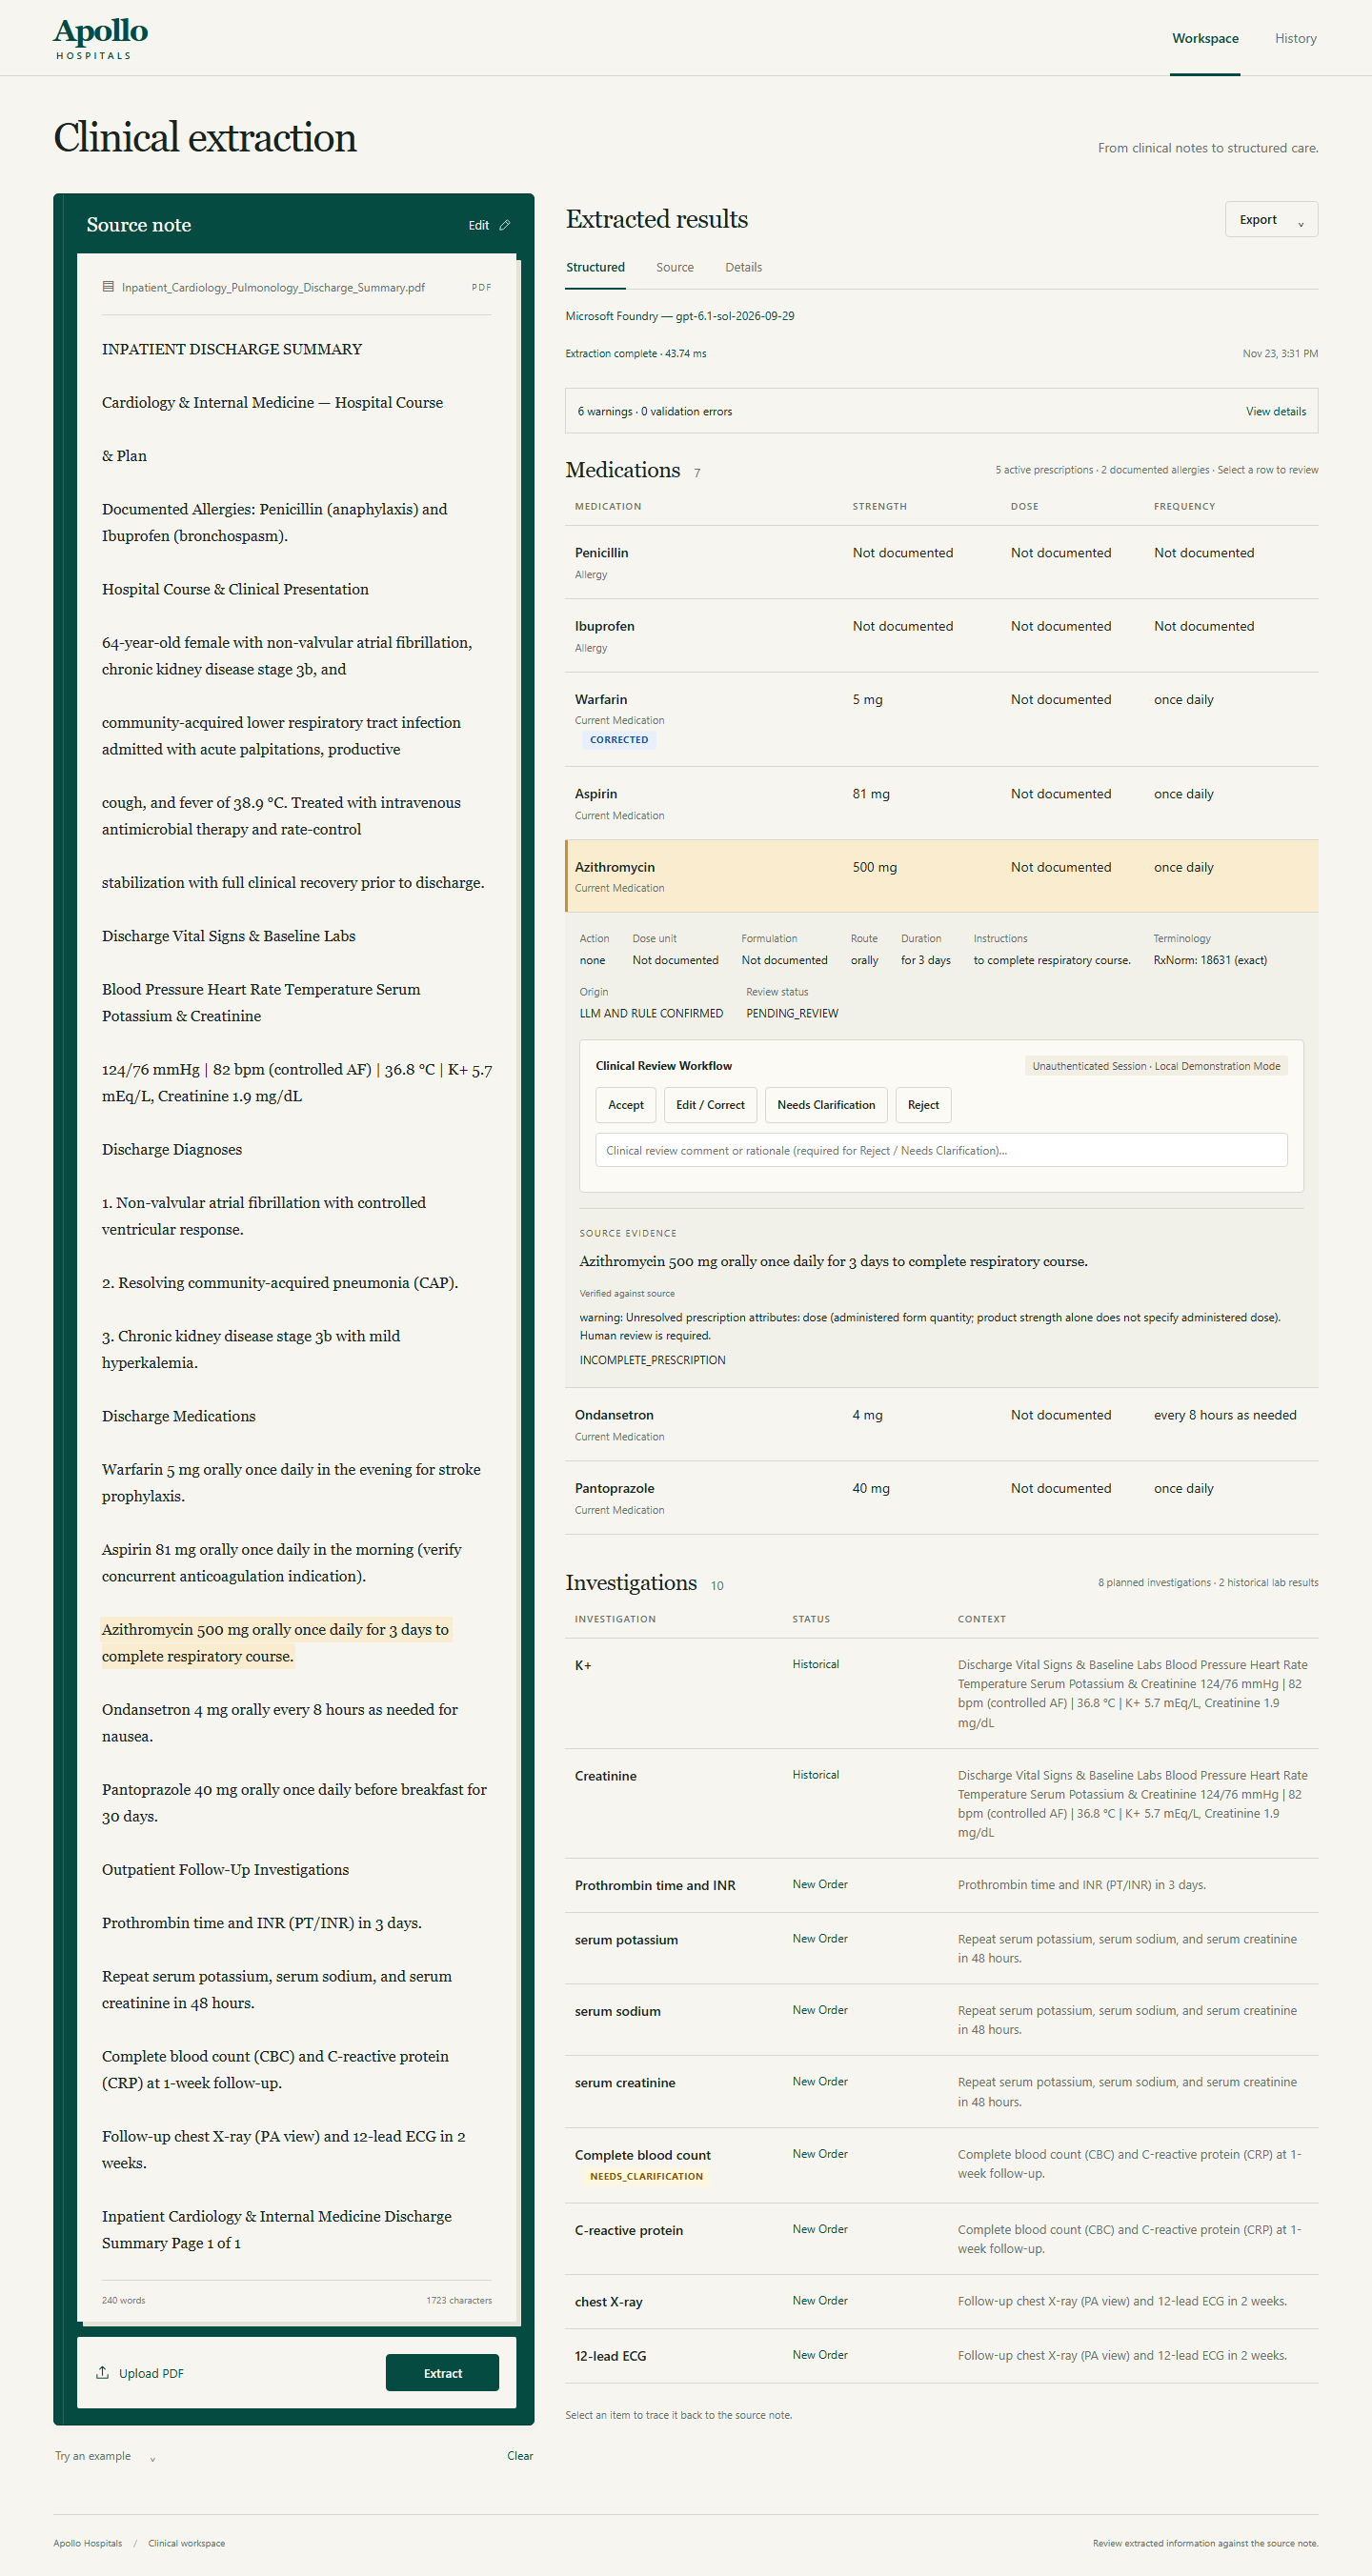 Apollo
HOSPITALS
Workspace
History
Clinical extraction
From clinical notes to structured care.
Source note
Edit
Inpatient_Cardiology_Pulmonology_Discharge_Summary.pdf
PDF
INPATIENT DISCHARGE SUMMARY
Cardiology & Internal Medicine — Hospital Course
& Plan
Documented Allergies: Penicillin (anaphylaxis) and
Ibuprofen (bronchospasm).
Hospital Course & Clinical Presentation
64-year-old female with non-valvular atrial fibrillation,
chronic kidney disease stage 3b, and
community-acquired lower respiratory tract infection
admitted with acute palpitations, productive
cough, and fever of 38.9 °C. Treated with intravenous
antimicrobial therapy and rate-control
stabilization with full clinical recovery prior to discharge.
Discharge Vital Signs & Baseline Labs
Blood Pressure Heart Rate Temperature Serum
Potassium & Creatinine
124/76 mmHg | 82 bpm (controlled AF) | 36.8 °C | K+ 5.7
mEq/L, Creatinine 1.9 mg/dL
Discharge Diagnoses
1. Non-valvular atrial fibrillation with controlled
ventricular response.
2. Resolving community-acquired pneumonia (CAP).
3. Chronic kidney disease stage 3b with mild
hyperkalemia.
Discharge Medications
Warfarin 5 mg orally once daily in the evening for stroke
prophylaxis.
Aspirin 81 mg orally once daily in the morning (verify
concurrent anticoagulation indication).
Azithromycin 500 mg orally once daily for 3 days to
complete respiratory course.
Ondansetron 4 mg orally every 8 hours as needed for
nausea.
Pantoprazole 40 mg orally once daily before breakfast for
30 days.
Outpatient Follow-Up Investigations
Prothrombin time and INR (PT/INR) in 3 days.
Repeat serum potassium, serum sodium, and serum
creatinine in 48 hours.
Complete blood count (CBC) and C-reactive protein
(CRP) at 1-week follow-up.
Follow-up chest X-ray (PA view) and 12-lead ECG in 2
weeks.
Inpatient Cardiology & Internal Medicine Discharge
Summary Page 1 of 1
240 words
1723 characters
Upload PDF
Extract
Try an example
Clear
Extracted results
Export
Structured
Source
Details
Microsoft Foundry — gpt-6.1-sol-2026-09-29
Extraction complete · 43.74 ms
Nov 23, 3:31 PM
6 warnings · 0 validation errors
View details
Medications 7
5 active prescriptions · 2 documented allergies · Select a row to review
MEDICATION STRENGTH DOSE FREQUENCY
Penicillin Not documented Not documented Not documented
Allergy
Ibuprofen Not documented Not documented Not documented
Allergy
Warfarin 5 mg Not documented once daily
Current Medication
CORRECTED
Aspirin 81 mg Not documented once daily
Current Medication
Azithromycin 500 mg Not documented once daily
Current Medication
Action Dose unit Formulation Route Duration Instructions Terminology
none Not documented Not documented orally for 3 days to complete respiratory course. RxNorm: 18631 (exact)
Origin Review status
LLM AND RULE CONFIRMED PENDING_REVIEW
Clinical Review Workflow
Unauthenticated Session · Local Demonstration Mode
Accept
Edit / Correct
Needs Clarification
Reject
Clinical review comment or rationale (required for Reject / Needs Clarification)...
SOURCE EVIDENCE
Azithromycin 500 mg orally once daily for 3 days to complete respiratory course.
Verified against source
warning: Unresolved prescription attributes: dose (administered form quantity; product strength alone does not specify administered dose).
Human review is required.
INCOMPLETE_PRESCRIPTION
Ondansetron 4 mg Not documented every 8 hours as needed
Current Medication
Pantoprazole 40 mg Not documented once daily
Current Medication
Investigations 10
8 planned investigations · 2 historical lab results
INVESTIGATION STATUS CONTEXT
K+ Historical Discharge Vital Signs & Baseline Labs Blood Pressure Heart Rate
Temperature Serum Potassium & Creatinine 124/76 mmHg | 82
bpm (controlled AF) | 36.8 °C | K+ 5.7 mEq/L, Creatinine 1.9
mg/dL
Creatinine Historical Discharge Vital Signs & Baseline Labs Blood Pressure Heart Rate
Temperature Serum Potassium & Creatinine 124/76 mmHg | 82
bpm (controlled AF) | 36.8 °C | K+ 5.7 mEq/L, Creatinine 1.9
mg/dL
Prothrombin time and INR New Order Prothrombin time and INR (PT/INR) in 3 days.
serum potassium New Order Repeat serum potassium, serum sodium, and serum creatinine
in 48 hours.
serum sodium New Order Repeat serum potassium, serum sodium, and serum creatinine
in 48 hours.
serum creatinine New Order Repeat serum potassium, serum sodium, and serum creatinine
in 48 hours.
Complete blood count New Order Complete blood count (CBC) and C-reactive protein (CRP) at 1-
NEEDS_CLARIFICATION week follow-up.
C-reactive protein New Order Complete blood count (CBC) and C-reactive protein (CRP) at 1-
week follow-up.
chest X-ray New Order Follow-up chest X-ray (PA view) and 12-lead ECG in 2 weeks.
12-lead ECG New Order Follow-up chest X-ray (PA view) and 12-lead ECG in 2 weeks.
Select an item to trace it back to the source note.
Apollo Hospitals / Clinical workspace
Review extracted information against the source note.